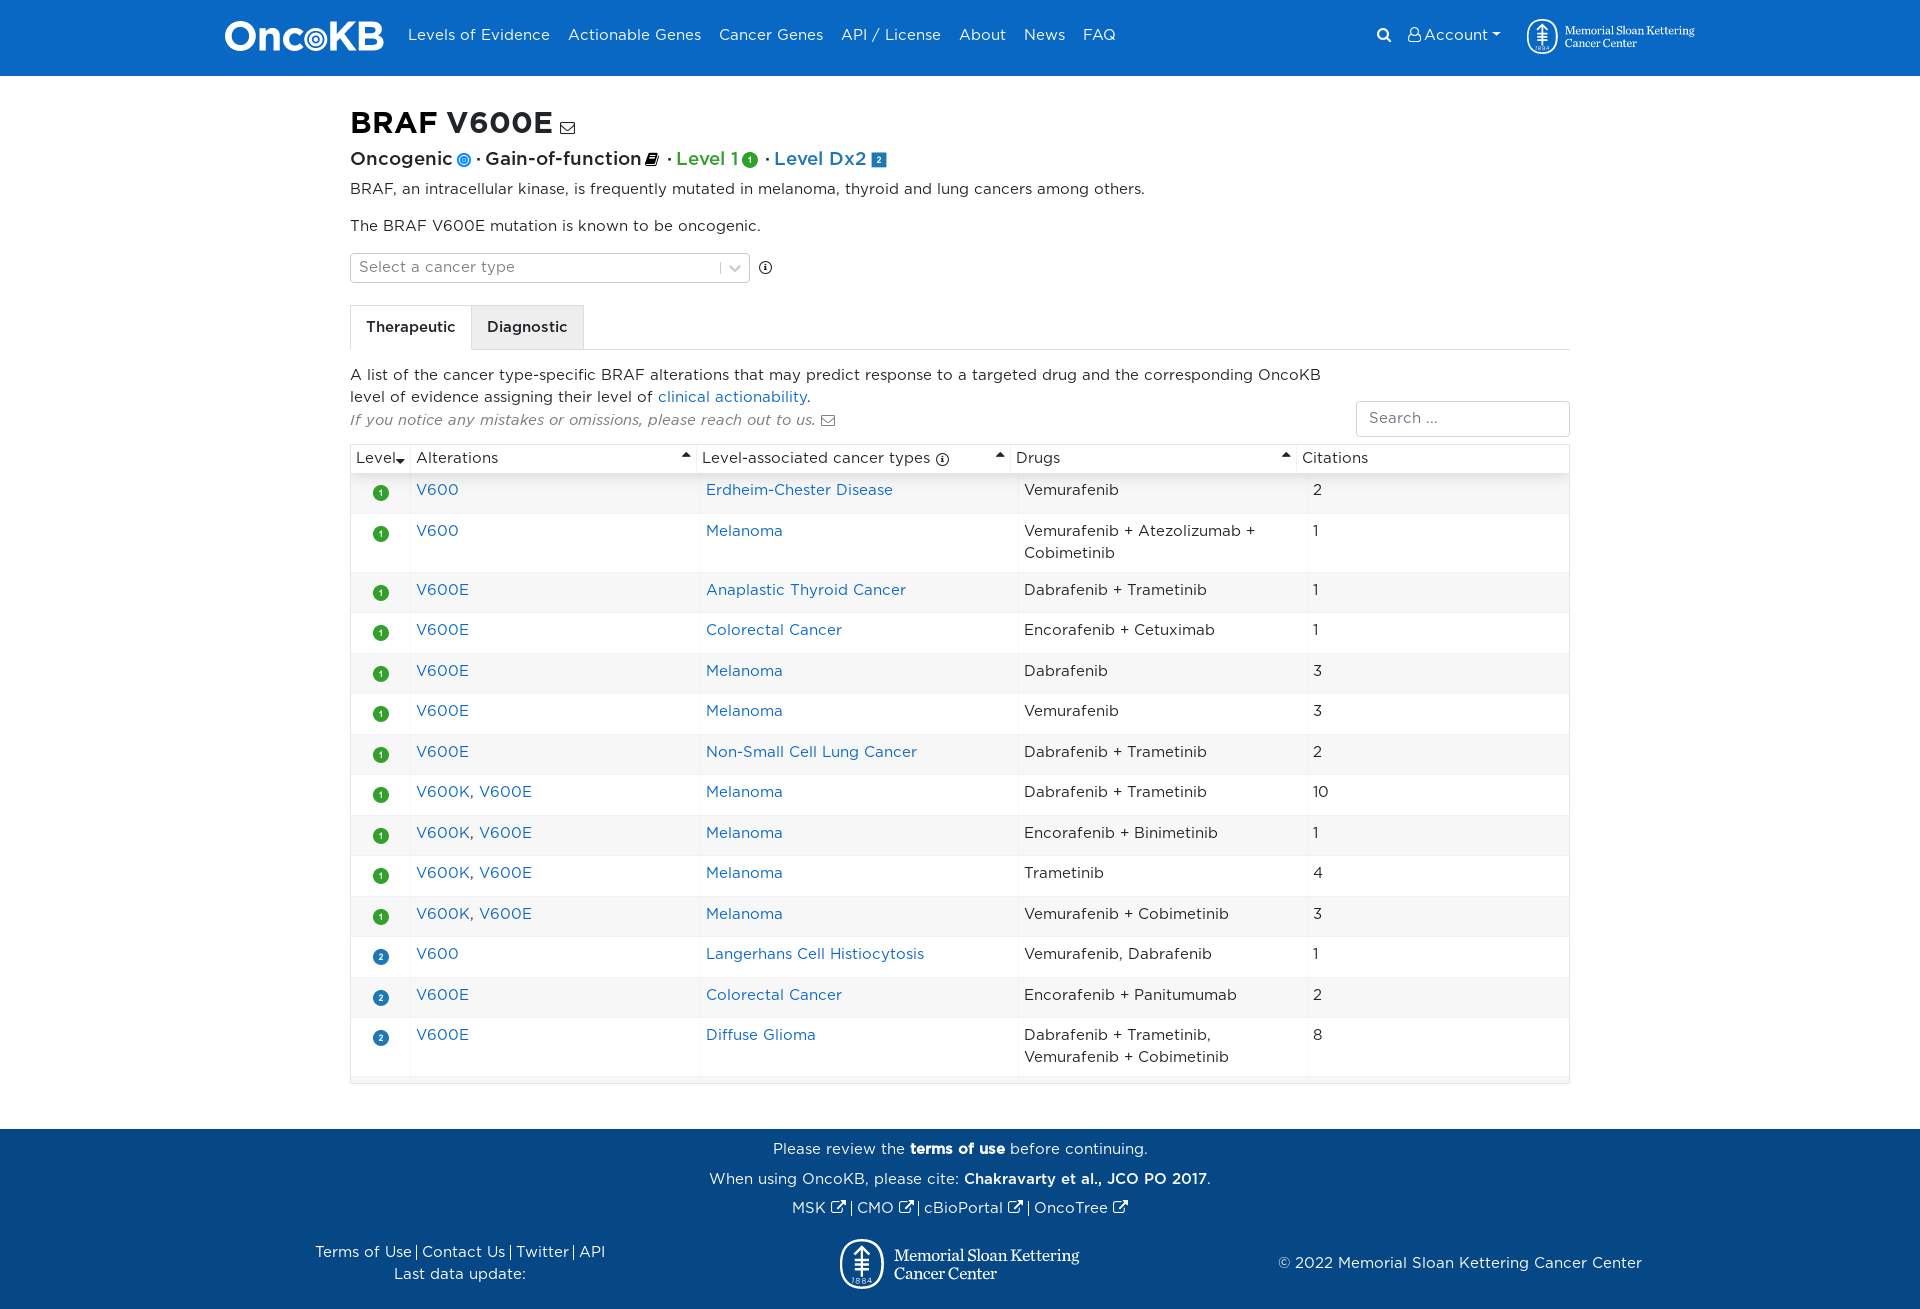 OncoKB Levels of Evidence Actionable Genes Cancer Genes API / License About News FAQ Account Memorial Sloan Kettering Cancer Center 1884
BRAF V600E
Oncogenic · Gain-of-function · Level 1 1 · Level Dx2 2
BRAF, an intracellular kinase, is frequently mutated in melanoma, thyroid and lung cancers among others.
The BRAF V600E mutation is known to be oncogenic.
Select a cancer type
Therapeutic Diagnostic
A list of the cancer type-specific BRAF alterations that may predict response to a targeted drug and the corresponding OncoKB
level of evidence assigning their level of clinical actionability.
If you notice any mistakes or omissions, please reach out to us.
Search ...
Level Alterations Level-associated cancer types Drugs Citations
1 V600 Erdheim-Chester Disease Vemurafenib 2
1 V600 Melanoma Vemurafenib + Atezolizumab + 1
Cobimetinib
1 V600E Anaplastic Thyroid Cancer Dabrafenib + Trametinib 1
1 V600E Colorectal Cancer Encorafenib + Cetuximab 1
1 V600E Melanoma Dabrafenib 3
1 V600E Melanoma Vemurafenib 3
1 V600E Non-Small Cell Lung Cancer Dabrafenib + Trametinib 2
1 V600K, V600E Melanoma Dabrafenib + Trametinib 10
1 V600K, V600E Melanoma Encorafenib + Binimetinib 1
1 V600K, V600E Melanoma Trametinib 4
1 V600K, V600E Melanoma Vemurafenib + Cobimetinib 3
2 V600 Langerhans Cell Histiocytosis Vemurafenib, Dabrafenib 1
2 V600E Colorectal Cancer Encorafenib + Panitumumab 2
2 V600E Diffuse Glioma Dabrafenib + Trametinib, 8
Vemurafenib + Cobimetinib
Please review the terms of use before continuing.
When using OncoKB, please cite: Chakravarty et al., JCO PO 2017.
MSK | CMO | cBioPortal | OncoTree
Terms of Use | Contact Us | Twitter | API
Last data update:
1884 Memorial Sloan Kettering
Cancer Center
© 2022 Memorial Sloan Kettering Cancer Center